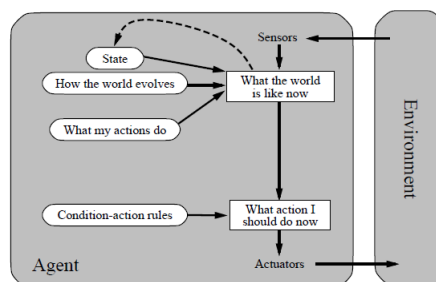 Sensors
State
How the world evolves
What the world
is like now
What my actions do
Condition-action rules
What action I
should do now
Agent
Actuators
Environment